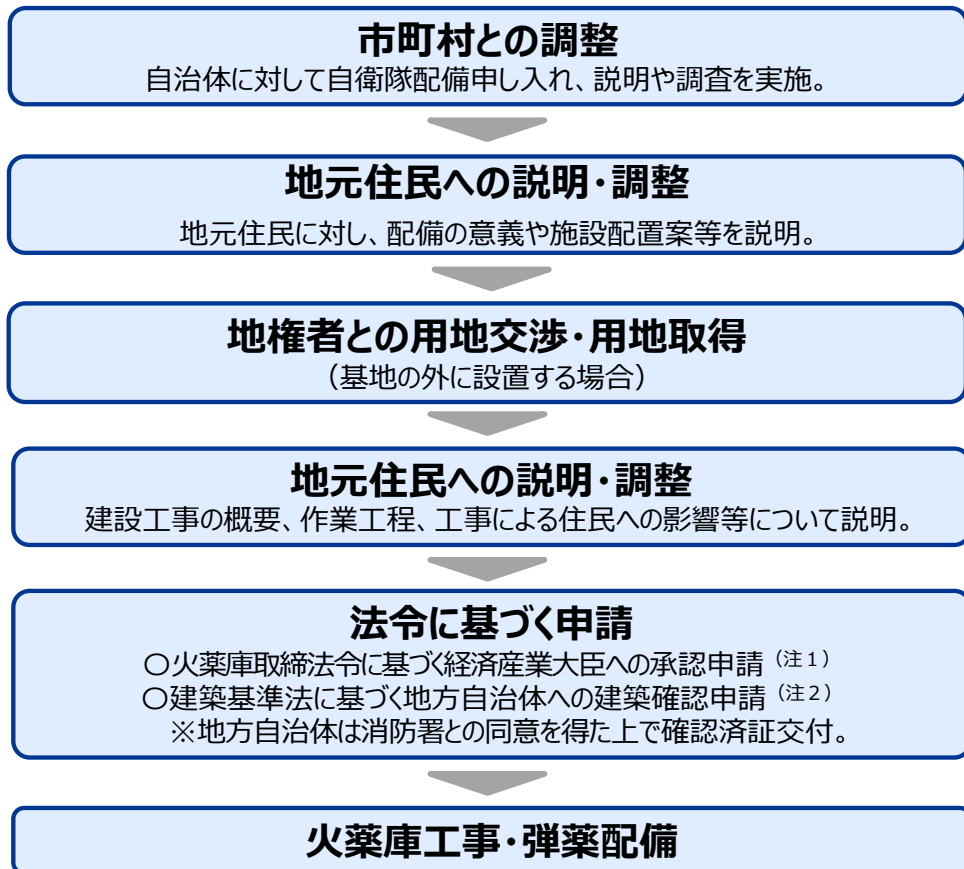 市町村との調整
自治体に対して自衛隊配備申し入れ、説明や調査を実施。
地元住民への説明・調整
地元住民に対し、配備の意義や施設配置案等を説明。
地権者との用地交渉・用地取得
（基地の外に設置する場合）
地元住民への説明・調整
建設工事の概要、作業工程、工事による住民への影響等について説明。
法令に基づく申請
〇火薬庫取締法令に基づく経済産業大臣への承認申請（注１）
〇建築基準法に基づく地方自治体への建築確認申請（注２）
※地方自治体は消防署との同意を得た上で確認済証交付。
火薬庫工事・弾薬配備